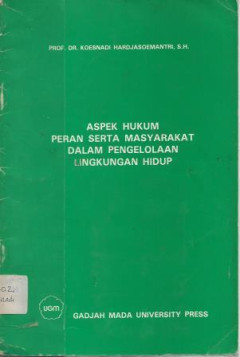 PROF. DR. KOESNADI HARDJASOEMANTRI, S.H.
ASPEK HUKUM
PERAN SERTA MASYARAKAT
DALAM PENGELOLAAN
LINGKUNGAN HIDUP
UGM
GADJAH MADA UNIVERSITY PRESS